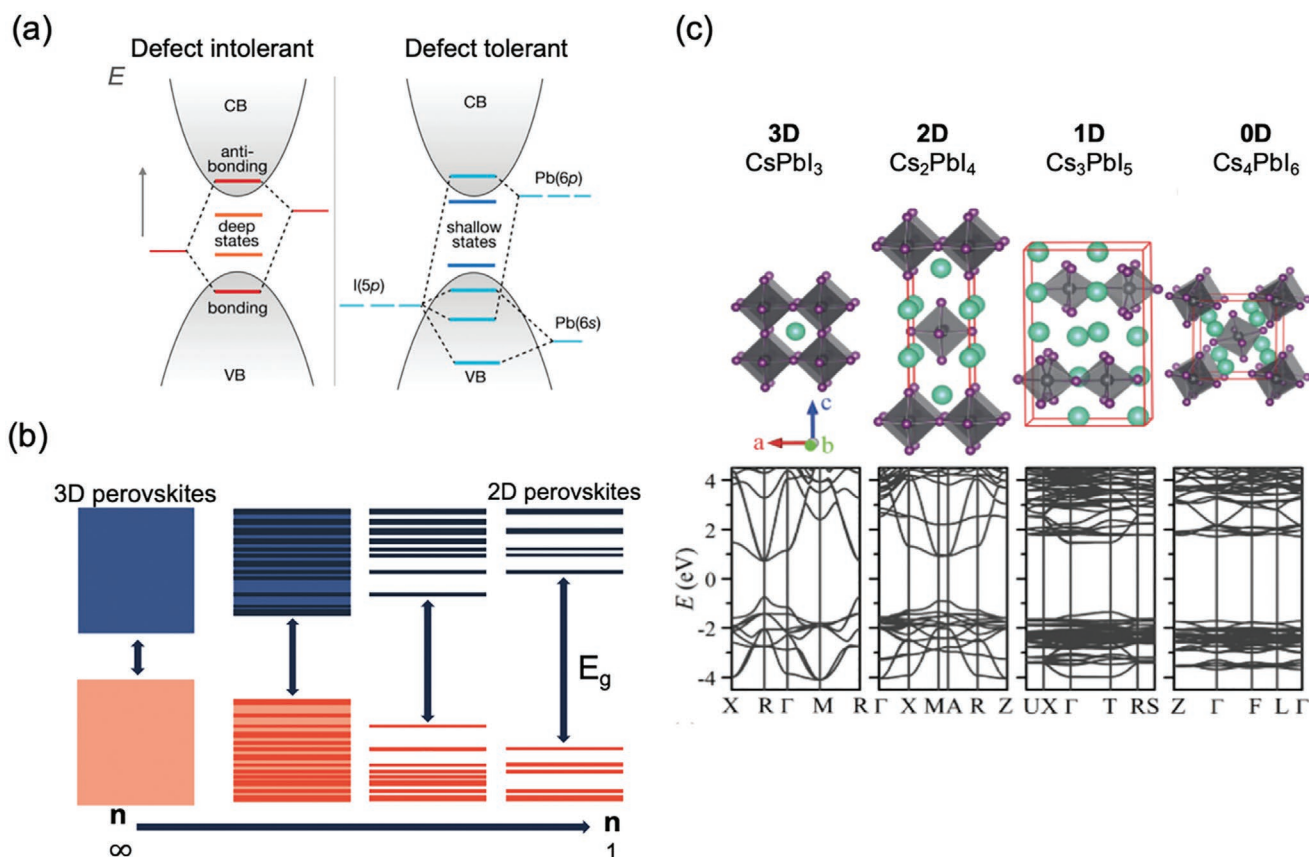 (a)
Defect intolerant
Defect tolerant
E
CB
anti-
bonding
deep
states
bonding
VB
CB
Pb(6p)
shallow
states
I(5p)
Pb(6s)
VB
(b)
3D perovskites
2D perovskites
E_g
n
n
∞
1
(c)
3D
2D
1D
0D
CsPbI₃
Cs₂PbI₄
Cs₃PbI₅
Cs₄PbI₆
c
a
b
E (eV)
4
2
0
-2
-4
X R Γ M R
Γ X M A R Z
U X Γ T R S
Z Γ F L Γ